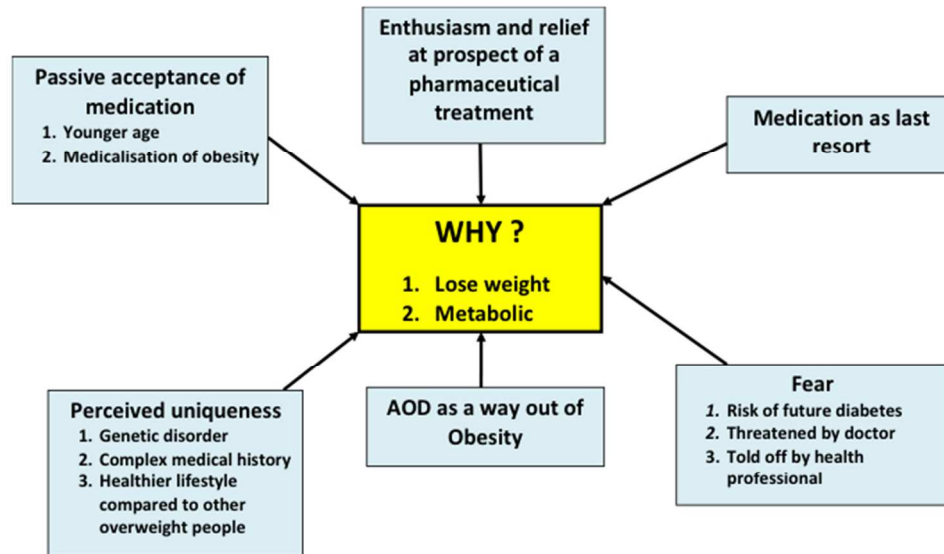 Enthusiasm and relief
at prospect of a
pharmaceutical
treatment
Passive acceptance of
medication
1. Younger age
2. Medicalisation of obesity
Medication as last
resort
WHY ?
1. Lose weight
2. Metabolic
Perceived uniqueness
1. Genetic disorder
2. Complex medical history
3. Healthier lifestyle
compared to other
overweight people
AOD as a way out of
Obesity
Fear
1. Risk of future diabetes
2. Threatened by doctor
3. Told off by health
professional